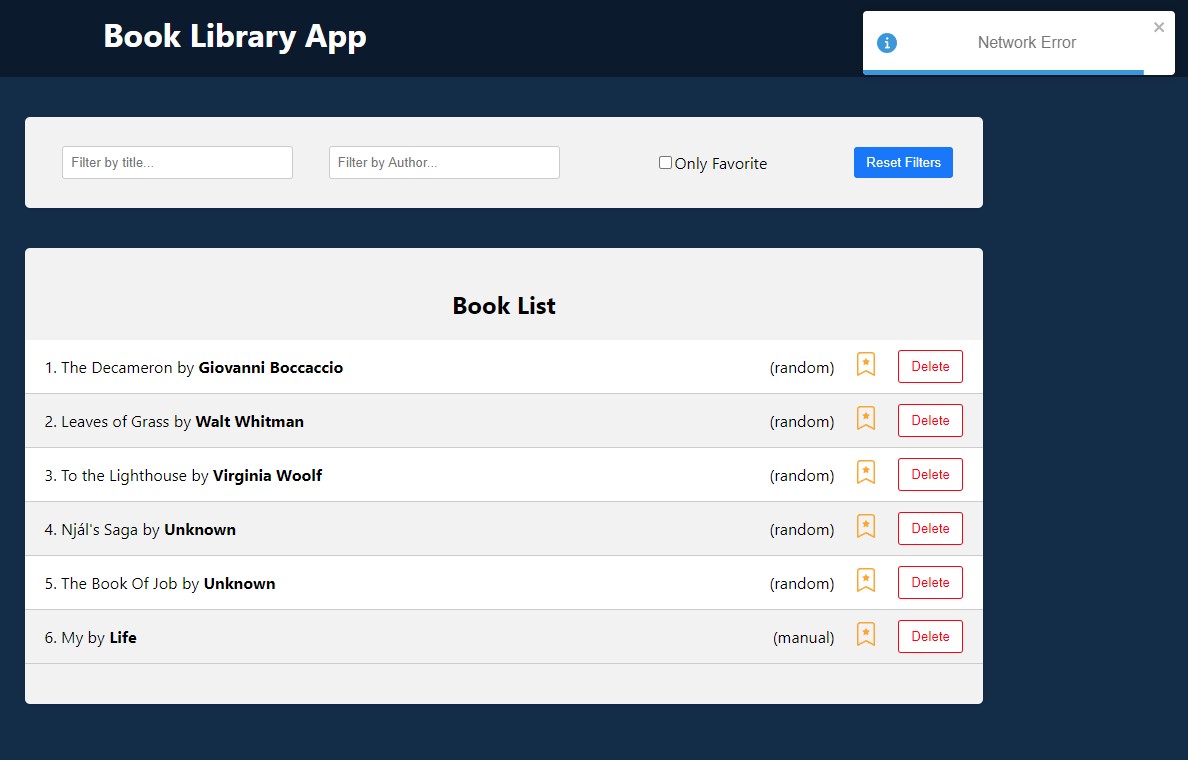 Book Library App
Network Error
Filter by title...
Filter by Author...
Only Favorite
Reset Filters
Book List
1. The Decameron by Giovanni Boccaccio (random) Delete
2. Leaves of Grass by Walt Whitman (random) Delete
3. To the Lighthouse by Virginia Woolf (random) Delete
4. Njál's Saga by Unknown (random) Delete
5. The Book Of Job by Unknown (random) Delete
6. My by Life (manual) Delete